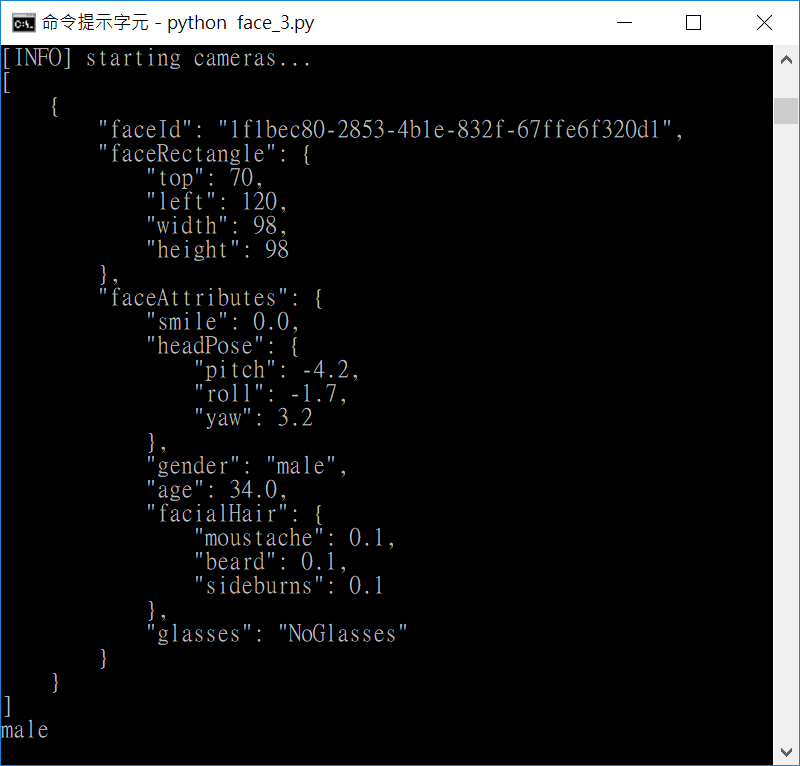 命令提示字元 - python face_3.py
[INFO] starting cameras...
[
    {
        "faceId": "1f1bec80-2853-4b1e-832f-67ffe6f320d1",
        "faceRectangle": {
            "top": 70,
            "left": 120,
            "width": 98,
            "height": 98
        },
        "faceAttributes": {
            "smile": 0.0,
            "headPose": {
                "pitch": -4.2,
                "roll": -1.7,
                "yaw": 3.2
            },
            "gender": "male",
            "age": 34.0,
            "facialHair": {
                "moustache": 0.1,
                "beard": 0.1,
                "sideburns": 0.1
            },
            "glasses": "NoGlasses"
        }
    }
]
male